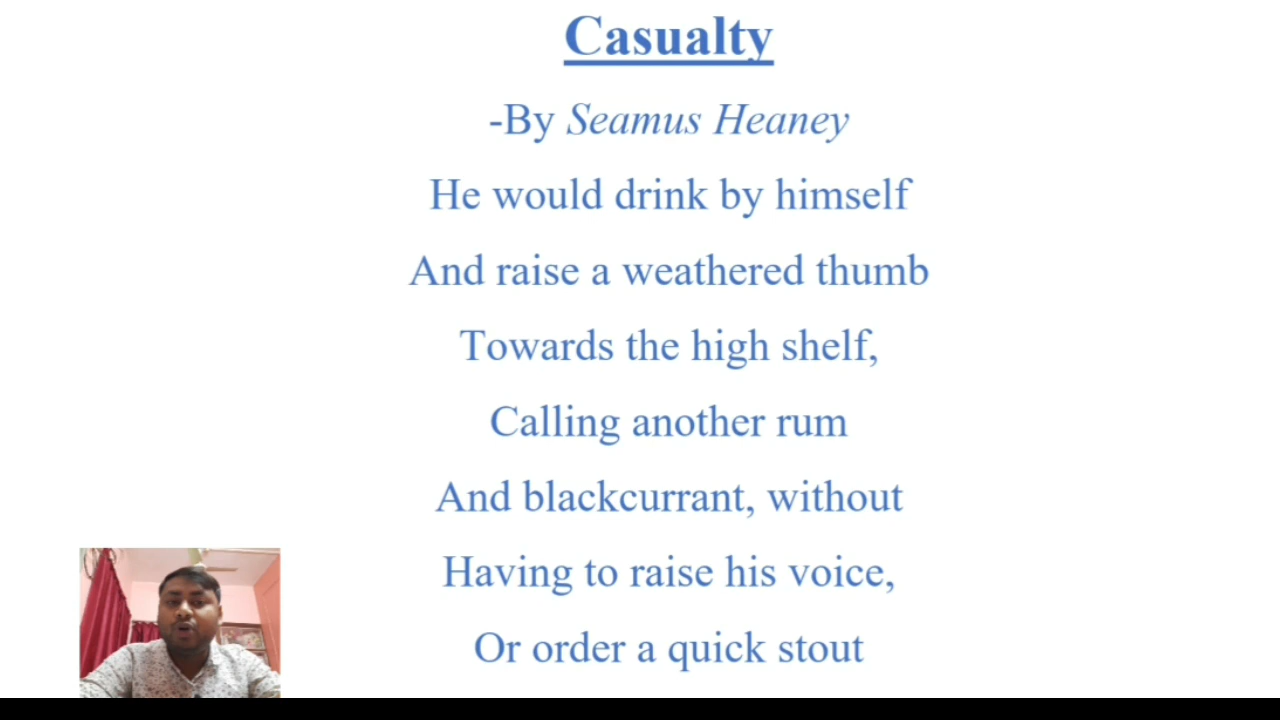 Casualty
-By Seamus Heaney
He would drink by himself
And raise a weathered thumb
Towards the high shelf,
Calling another rum
And blackcurrant, without
Having to raise his voice,
Or order a quick stout